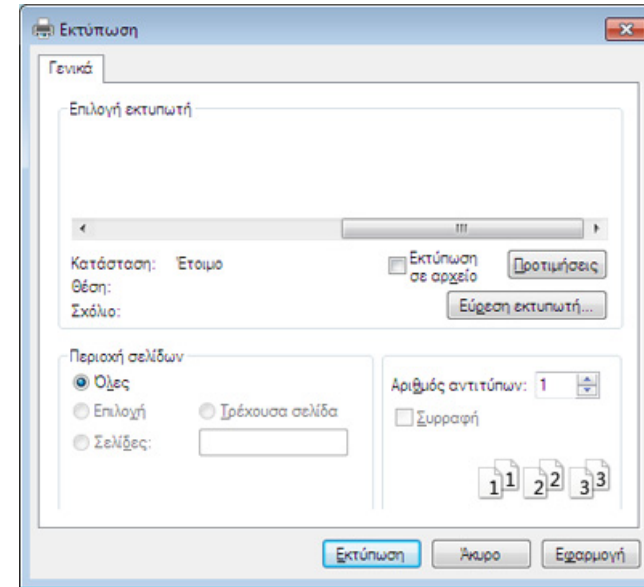 Εκτύπωση
Γενικά
Επιλογή εκτυπωτή
Κατάσταση: Έτοιμο
Θέση:
Σχόλιο:
Εκτύπωση
σε αρχείο
Προτιμήσεις
Εύρεση εκτυπωτή...
Περιοχή σελίδων
Όλες
Επιλογή Τρέχουσα σελίδα
Σελίδες:
Αριθμός αντιτύπων: 1
Συρραφή
1 1 2 2 3 3
Εκτύπωση Άκυρο Εφαρμογή